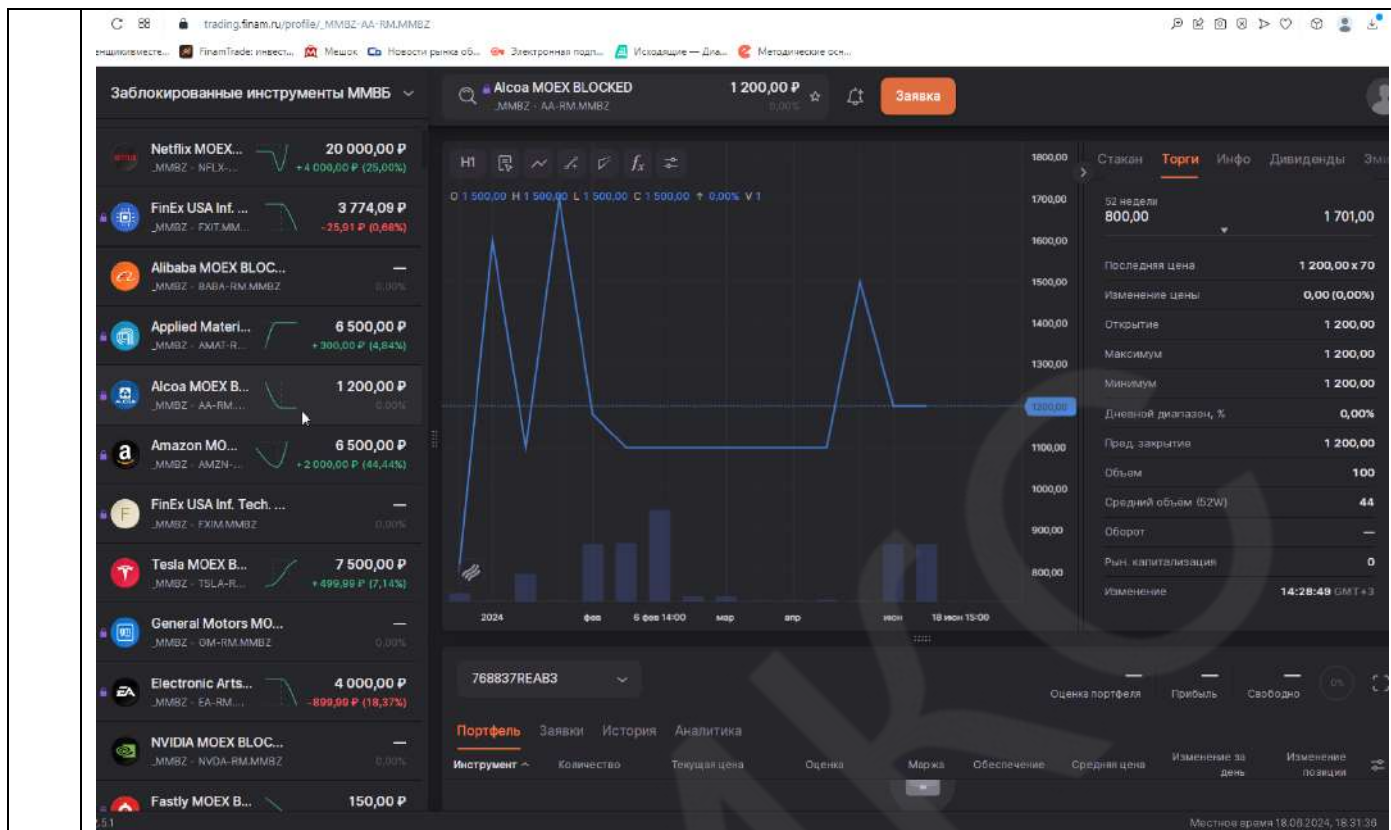 trading.finam.ru/profile/_MMBZ-AA-RM.MMBZ
енщикивместе... FinamTrade: инвест... Мешок Новости рынка об... Электронная подп... Исходящие — Диа... Методические осн...
Заблокированные инструменты ММВБ
Alcoa MOEX BLOCKED 1 200,00 ₽
_MMBZ - AA-RM.MMBZ 0,00%
Заявка
Netflix MOEX... 20 000,00 ₽
_MMBZ - NFLX-... +4 000,00 ₽ (25,00%)
FinEx USA Inf. ... 3 774,09 ₽
_MMBZ - FXIT.MM... -25,91 ₽ (0,68%)
Alibaba MOEX BLOC... —
_MMBZ - BABA-RM.MMBZ 0,00%
Applied Materi... 6 500,00 ₽
_MMBZ - AMAT-R... +300,00 ₽ (4,84%)
Alcoa MOEX B... 1 200,00 ₽
_MMBZ - AA-RM.... 0,00%
Amazon MO... 6 500,00 ₽
_MMBZ - AMZN-... +2 000,00 ₽ (44,44%)
FinEx USA Inf. Tech. ... —
_MMBZ - FXIM.MMBZ 0,00%
Tesla MOEX B... 7 500,00 ₽
_MMBZ - TSLA-R... +499,99 ₽ (7,14%)
General Motors MO... —
_MMBZ - GM-RM.MMBZ 0,00%
Electronic Arts... 4 000,00 ₽
_MMBZ - EA-RM.... -899,99 ₽ (18,37%)
NVIDIA MOEX BLOC... —
_MMBZ - NVDA-RM.MMBZ 0,00%
Fastly MOEX B... 150,00 ₽
H1
O 1 500,00 H 1 500,00 L 1 500,00 C 1 500,00 ↑ 0,00% V 1
1800,00
1700,00
1600,00
1500,00
1400,00
1300,00
1200,00
1100,00
1000,00
900,00
800,00
2024 фев 6 фев 14:00 мар апр июн 18 июн 15:00
Стакан Торги Инфо Дивиденды Эми
52 недели
800,00 1 701,00
Последняя цена 1 200,00 x 70
Изменение цены 0,00 (0,00%)
Открытие 1 200,00
Максимум 1 200,00
Минимум 1 200,00
Дневной диапазон, % 0,00%
Пред. закрытие 1 200,00
Объем 100
Средний объём (52W) 44
Оборот —
Рын. капитализация 0
Изменение 14:28:49 GMT+3
768837REAB3
Оценка портфеля Прибыль Свободно 0%
Портфель Заявки История Аналитика
Инструмент Количество Текущая цена Оценка Маржа Обеспечение Средняя цена Изменение за день Изменение позиции
2.5.1
Местное время 18.06.2024, 18:31:36